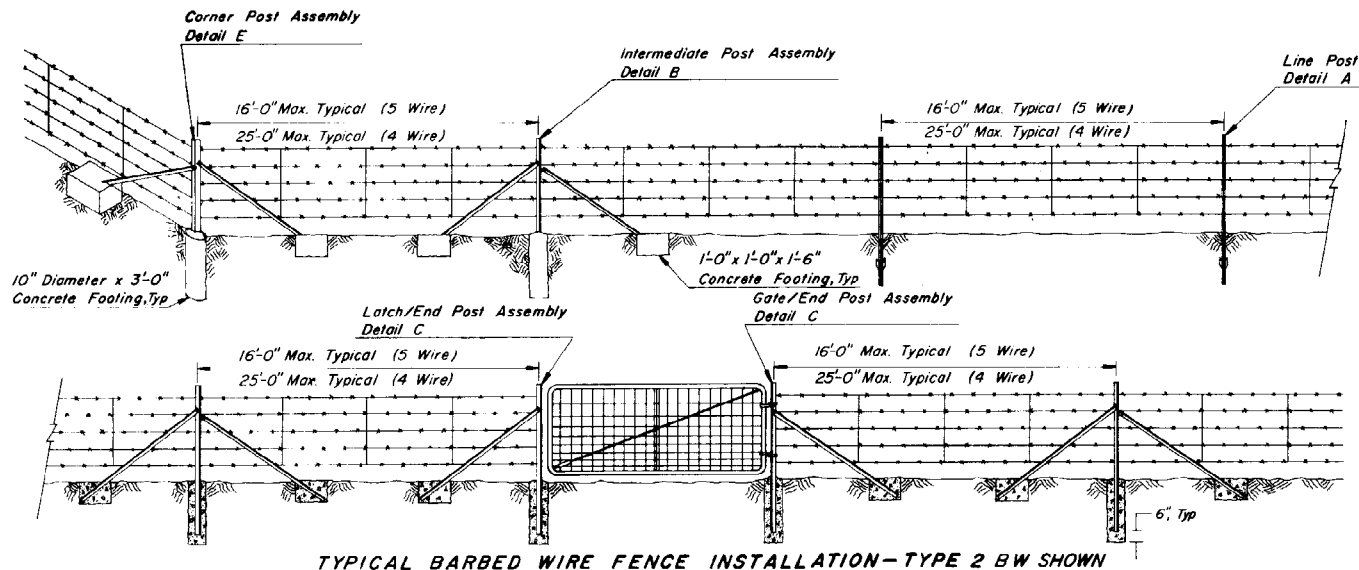 Corner Post Assembly
Detail E
Intermediate Post Assembly
Detail B
Line Post
Detail A
16'-0" Max. Typical (5 Wire)
25'-0" Max. Typical (4 Wire)
16'-0" Max. Typical (5 Wire)
25'-0" Max. Typical (4 Wire)
10" Diameter x 3'-0"
Concrete Footing, Typ
1'-0" x 1'-0" x 1'-6"
Concrete Footing, Typ
Latch/End Post Assembly
Detail C
Gate/End Post Assembly
Detail C
16'-0" Max. Typical (5 Wire)
25'-0" Max. Typical (4 Wire)
16'-0" Max. Typical (5 Wire)
25'-0" Max. Typical (4 Wire)
6", Typ
TYPICAL BARBED WIRE FENCE INSTALLATION-TYPE 2 BW SHOWN